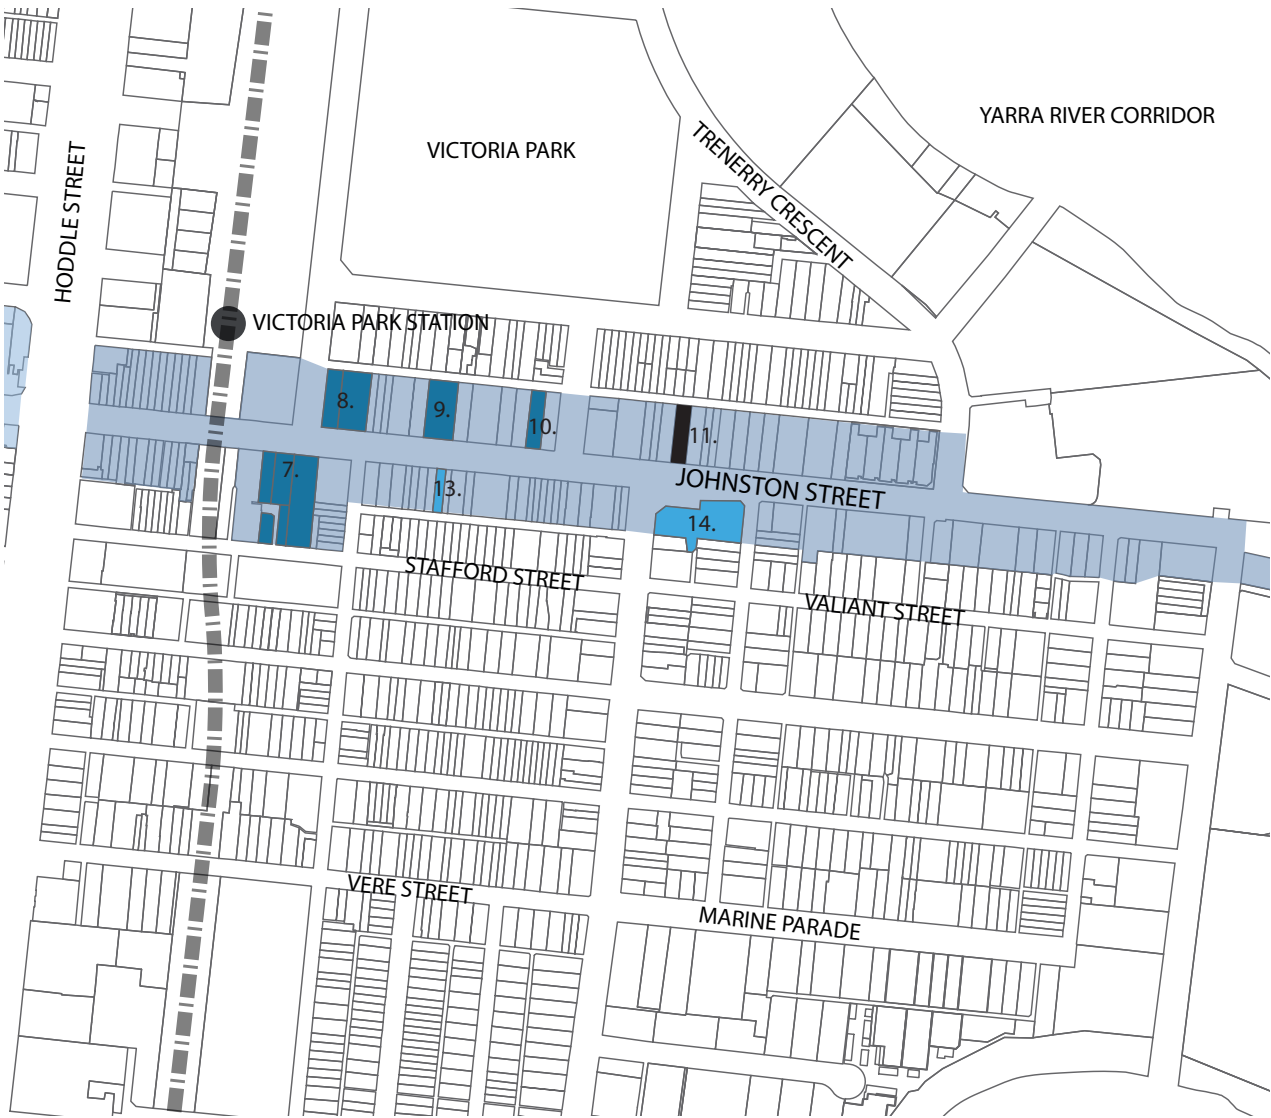 YARRA RIVER CORRIDOR
VICTORIA PARK
TRENERRY CRESCENT
HODDLE STREET
VICTORIA PARK STATION
8.
9.
10.
11.
7.
13.
JOHNSTON STREET
14.
STAFFORD STREET
VALIANT STREET
VERE STREET
MARINE PARADE